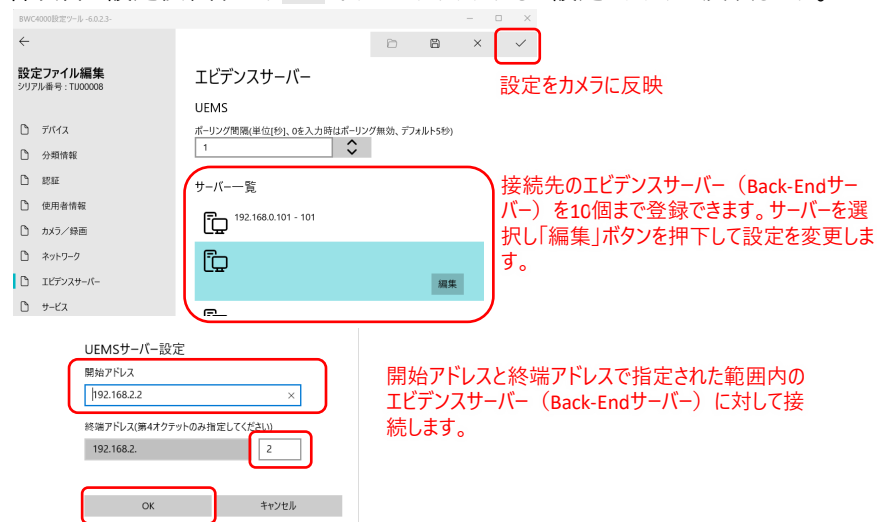 BWC4000設定ツール -6.0.2.3-
設定ファイル編集
シリアル番号 : TU00008
デバイス
分類情報
認証
使用者情報
カメラ／録画
ネットワーク
エビデンスサーバー
サービス
エビデンスサーバー
UEMS
ポーリング間隔(単位[秒]、0を入力時はポーリング無効、デフォルト5秒)
1
サーバー一覧
192.168.0.101 - 101
編集
設定をカメラに反映
接続先のエビデンスサーバー（Back-Endサー
バー）を10個まで登録できます。サーバーを選
択し「編集」ボタンを押下して設定を変更しま
す。
UEMSサーバー設定
開始アドレス
192.168.2.2
終端アドレス(第4オクテットのみ指定してください)
192.168.2.
2
OK
キャンセル
開始アドレスと終端アドレスで指定された範囲内の
エビデンスサーバー（Back-Endサーバー）に対して接
続します。